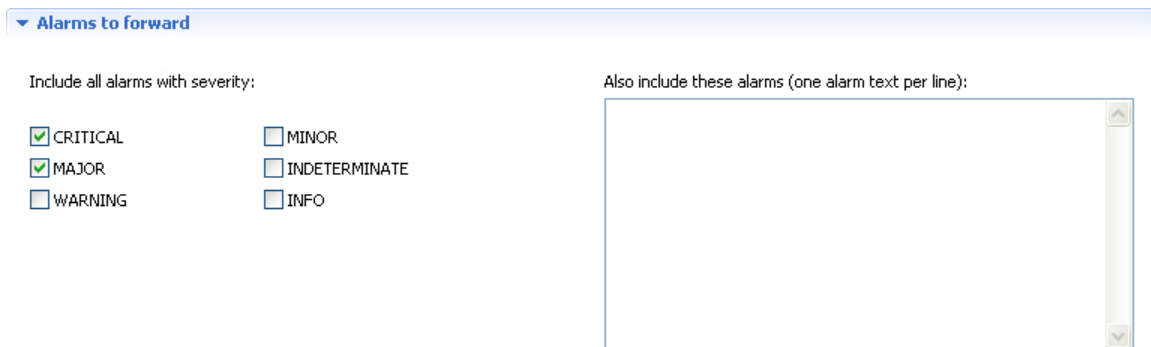 Alarms to forward
Include all alarms with severity:
Also include these alarms (one alarm text per line):
CRITICAL
MINOR
MAJOR
INDETERMINATE
WARNING
INFO